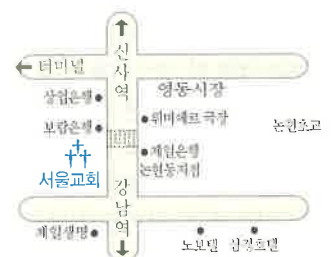 신사역
터미널
상업은행
영동시장
보람은행
뤼미에르 극장
논현초교
제일은행
논현동지점
서울교회
강남역
제일생명
노보텔
삼정호텔